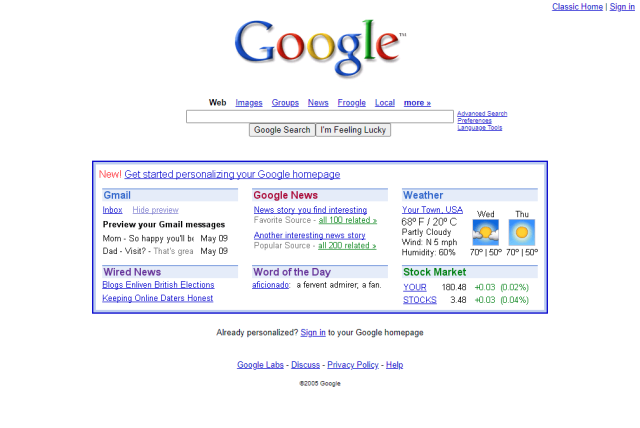 Classic Home | Sign in
Google™
Web Images Groups News Froogle Local more »
Advanced Search
Preferences
Language Tools
Google Search I'm Feeling Lucky
New! Get started personalizing your Google homepage
Gmail
Inbox Hide preview
Preview your Gmail messages
Mom - So happy you'll be May 09
Dad - Visit? - That's grea May 09
Google News
News story you find interesting
Favorite Source - all 100 related »
Another interesting news story
Popular Source - all 200 related »
Weather
Your Town, USA
68º F / 20º C
Partly Cloudy
Wind: N 5 mph
Humidity: 60%
Wed Thu
70º | 50º 70º | 50º
Wired News
Blogs Enliven British Elections
Keeping Online Daters Honest
Word of the Day
aficionado: a fervent admirer, a fan.
Stock Market
YOUR 180.48 +0.03 (0.02%)
STOCKS 3.48 +0.03 (0.04%)
Already personalized? Sign in to your Google homepage
Google Labs - Discuss - Privacy Policy - Help
©2005 Google